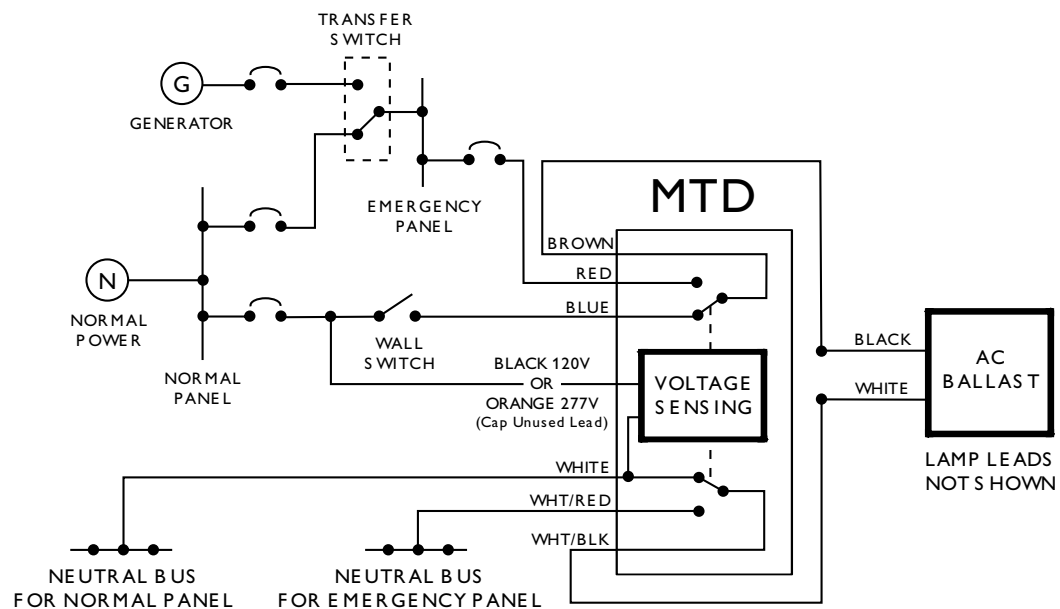 TRANSFER
SWITCH
G
GENERATOR
EMERGENCY
PANEL
MTD
BROWN
RED
N
BLUE
NORMAL
POWER
WALL
SWITCH
NORMAL
PANEL
BLACK 120V
OR
ORANGE 277V
(Cap Unused Lead)
VOLTAGE
SENSING
BLACK
WHITE
AC
BALLAST
LAMP LEADS
NOT SHOWN
WHITE
WHT/RED
WHT/BLK
NEUTRAL BUS
FOR NORMAL PANEL
NEUTRAL BUS
FOR EMERGENCY PANEL